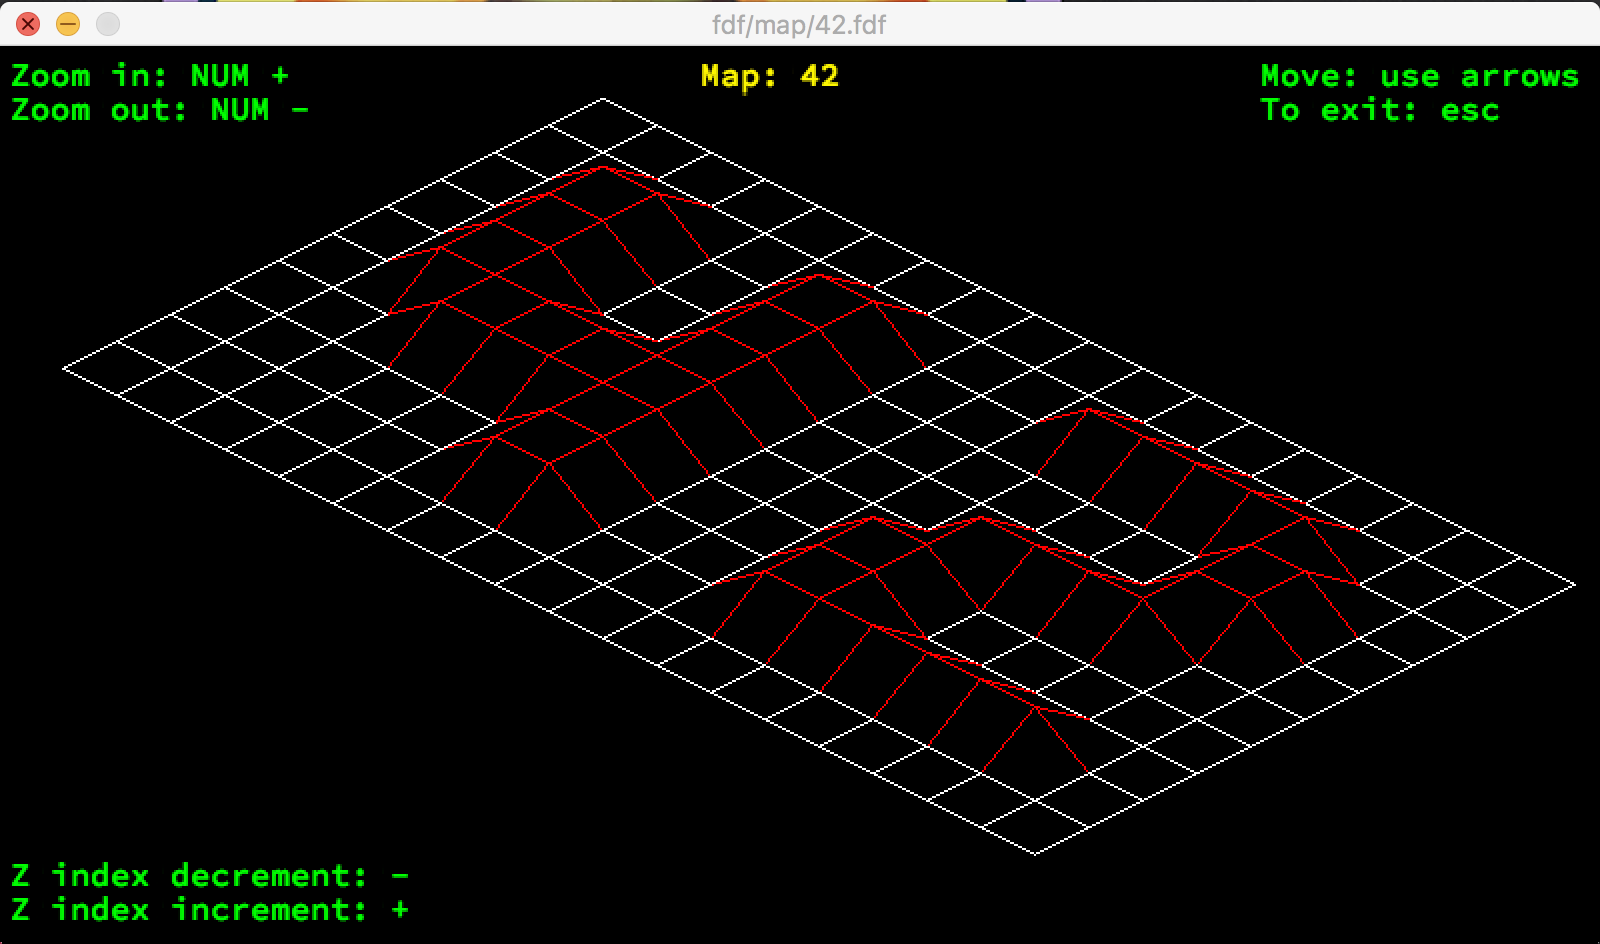 fdf/map/42.fdf
Zoom in: NUM +
Map: 42
Move: use arrows
Zoom out: NUM -
To exit: esc
Z index decrement: -
Z index increment: +